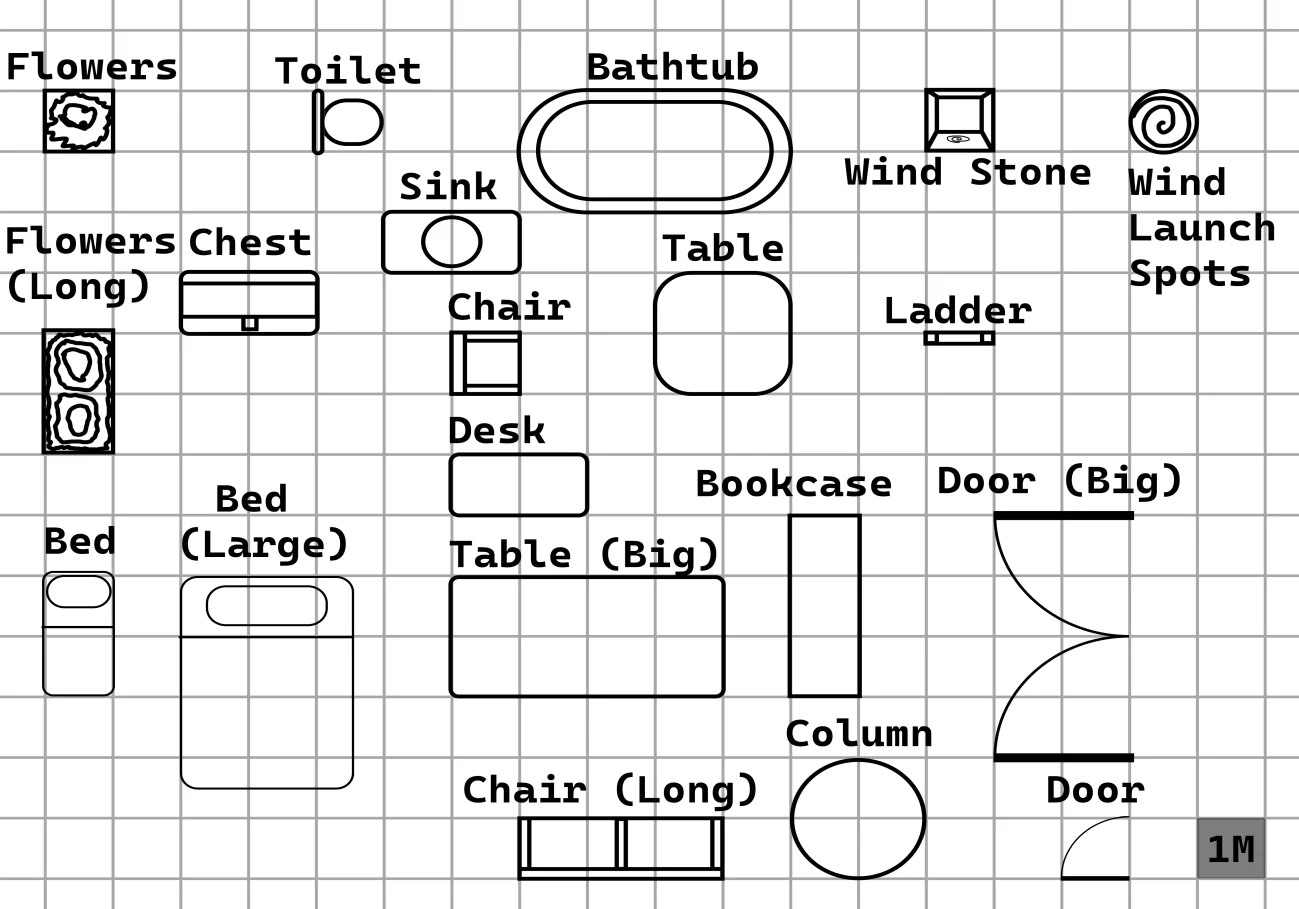 Flowers
Toilet
Bathtub
Wind Stone
Wind
Launch
Spots
Sink
Flowers
(Long)
Chest
Table
Chair
Ladder
Desk
Bookcase
Door (Big)
Bed
(Large)
Bed
Table (Big)
Column
Chair (Long)
Door
1M